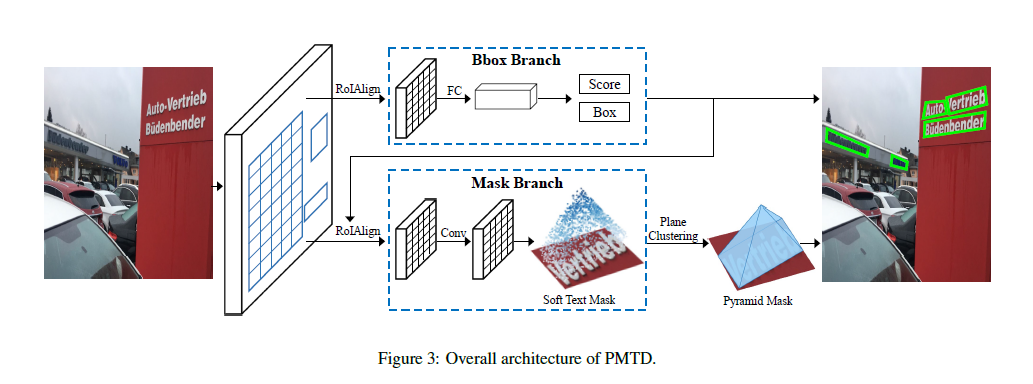 Auto-Vertrieb
Büdenbender
RoIAlign
Bbox Branch
FC
Score
Box
RoIAlign
Mask Branch
Conv
Vertrieb
Soft Text Mask
Plane
Clustering
Pyramid Mask
Auto-Vertrieb
Büdenbender
Figure 3: Overall architecture of PMTD.